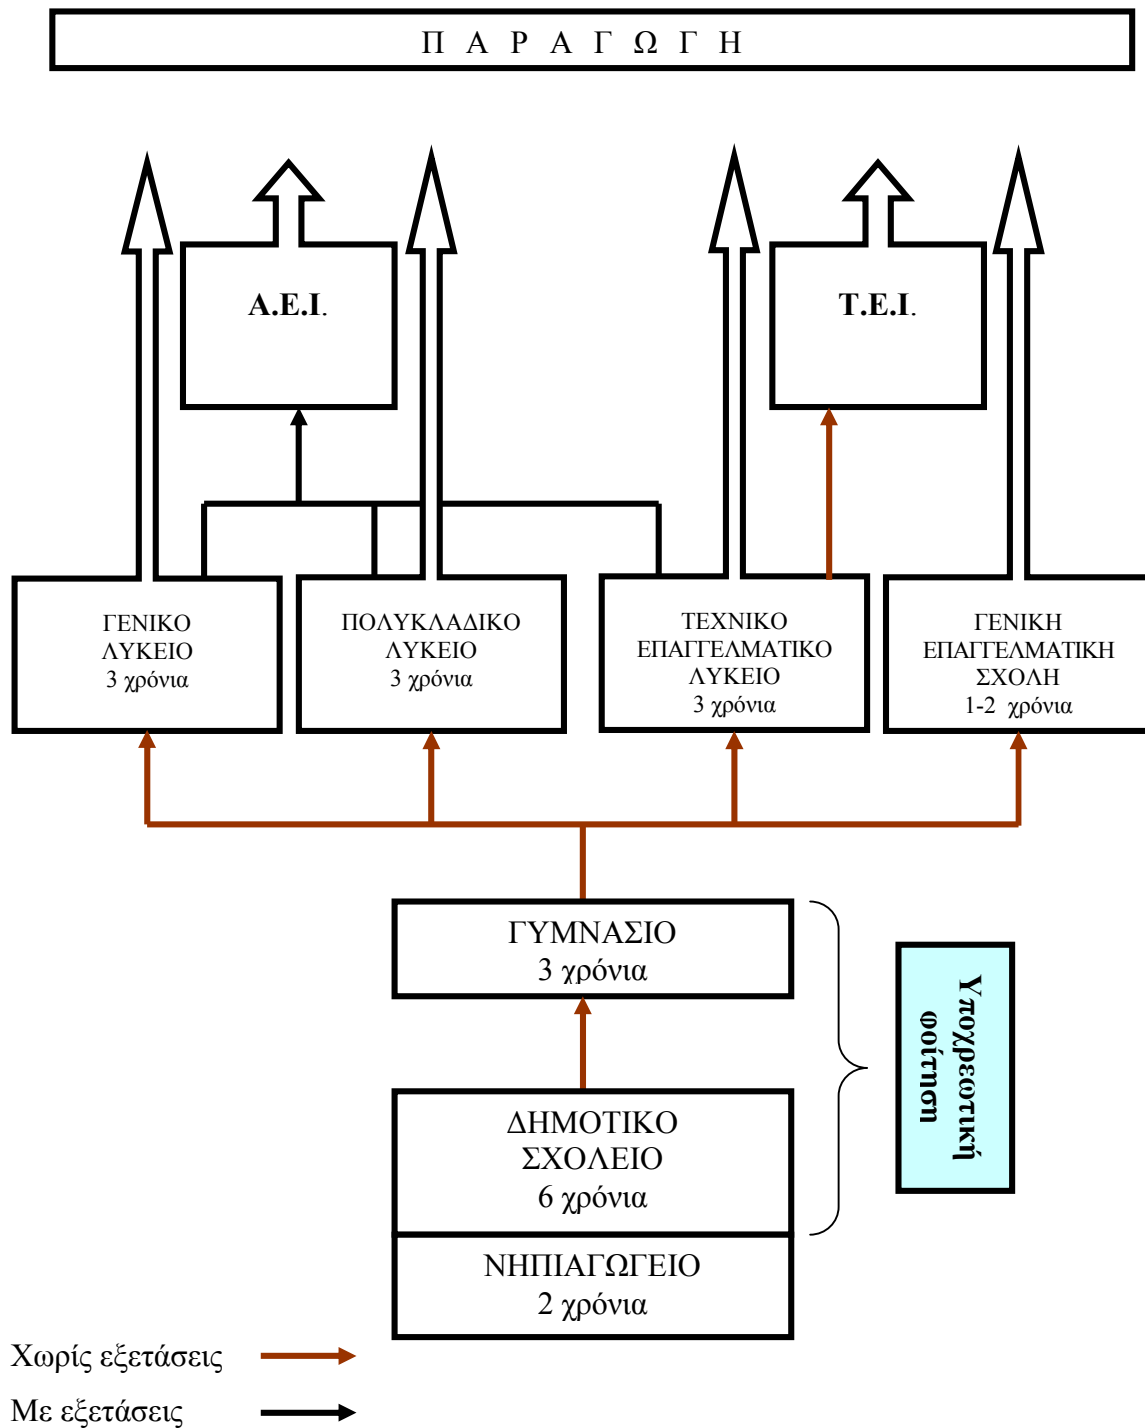 Π Α Ρ Α Γ Ω Γ Η
Α.Ε.Ι.
Τ.Ε.Ι.
ΓΕΝΙΚΟ
ΛΥΚΕΙΟ
3 χρόνια
ΠΟΛΥΚΛΑΔΙΚΟ
ΛΥΚΕΙΟ
3 χρόνια
ΤΕΧΝΙΚΟ
ΕΠΑΓΓΕΛΜΑΤΙΚΟ
ΛΥΚΕΙΟ
3 χρόνια
ΓΕΝΙΚΗ
ΕΠΑΓΓΕΛΜΑΤΙΚΗ
ΣΧΟΛΗ
1-2 χρόνια
ΓΥΜΝΑΣΙΟ
3 χρόνια
Υποχρεωτική
φοίτηση
ΔΗΜΟΤΙΚΟ
ΣΧΟΛΕΙΟ
6 χρόνια
ΝΗΠΙΑΓΩΓΕΙΟ
2 χρόνια
Χωρίς εξετάσεις
Με εξετάσεις